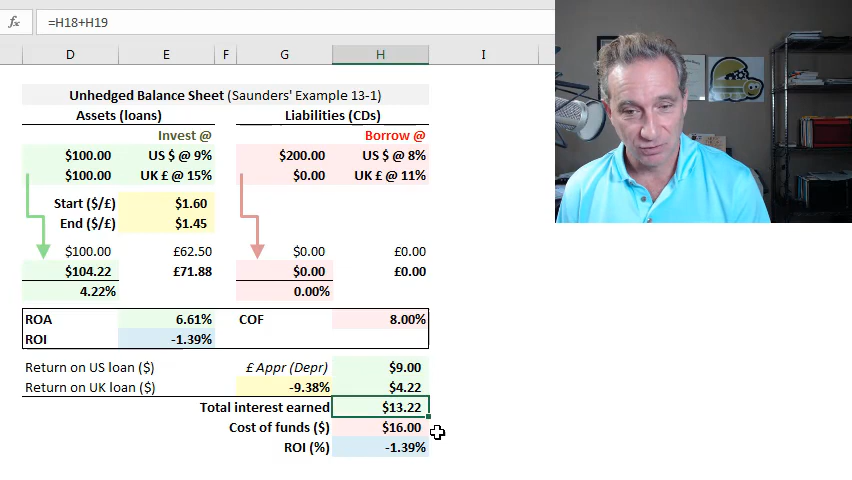 fx =H18+H19
D E F G H I
Unhedged Balance Sheet (Saunders' Example 13-1)
Assets (loans) Liabilities (CDs)
Invest @ Borrow @
$100.00 US $ @ 9% $200.00 US $ @ 8%
$100.00 UK £ @ 15% $0.00 UK £ @ 11%
Start ($/£) $1.60
End ($/£) $1.45
$100.00 £62.50 $0.00 £0.00
$104.22 £71.88 $0.00 £0.00
4.22% 0.00%
ROA 6.61% COF 8.00%
ROI -1.39%
Return on US loan ($) £ Appr (Depr) $9.00
Return on UK loan ($) -9.38% $4.22
Total interest earned $13.22
Cost of funds ($) $16.00
ROI (%) -1.39%